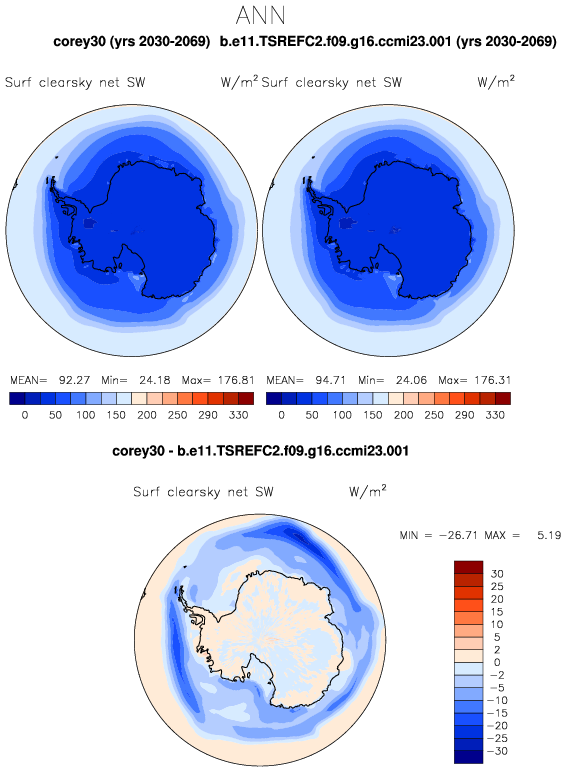 ANN
corey30 (yrs 2030-2069) b.e11.TSREFC2.f09.g16.ccmi23.001 (yrs 2030-2069)
Surf clearsky net SW W/m² Surf clearsky net SW W/m²
MEAN= 92.27 Min= 24.18 Max= 176.81 MEAN= 94.71 Min= 24.06 Max= 176.31
0 50 100 150 200 250 290 330 0 50 100 150 200 250 290 330
corey30 - b.e11.TSREFC2.f09.g16.ccmi23.001
Surf clearsky net SW W/m²
MIN = -26.71 MAX = 5.19
30
25
20
15
10
5
2
0
-2
-5
-10
-15
-20
-25
-30